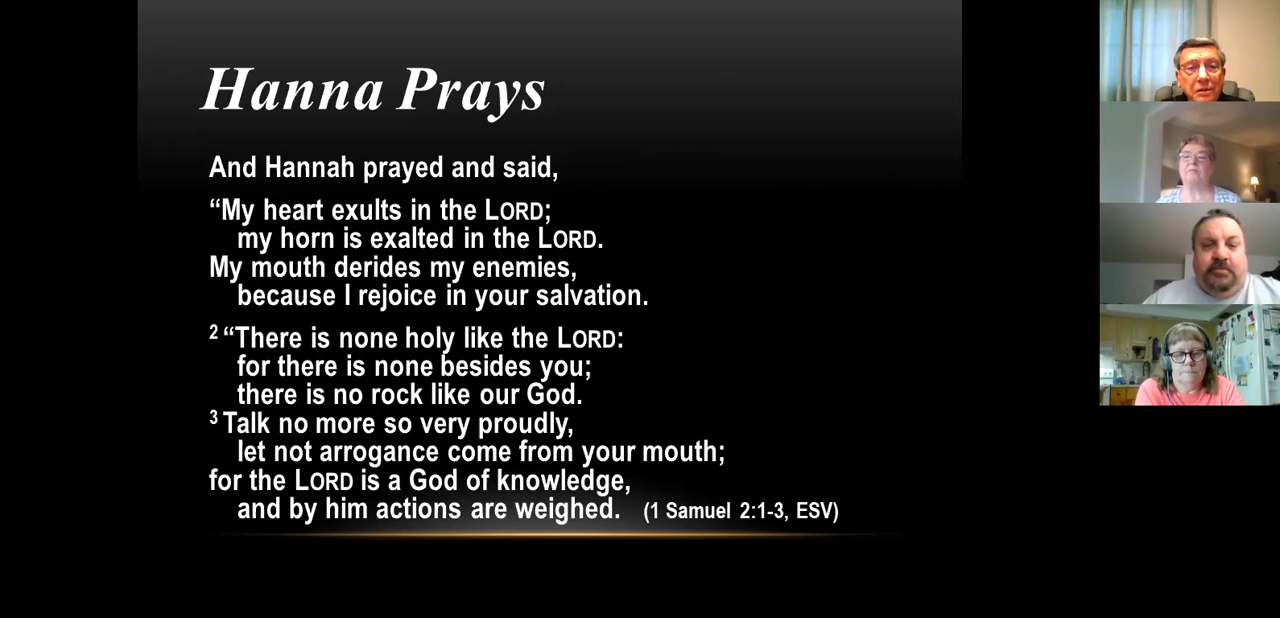 Hanna Prays
And Hannah prayed and said,
“My heart exults in the LORD;
my horn is exalted in the LORD.
My mouth derides my enemies,
because I rejoice in your salvation.
2 “There is none holy like the LORD:
for there is none besides you;
there is no rock like our God.
3 Talk no more so very proudly,
let not arrogance come from your mouth;
for the LORD is a God of knowledge,
and by him actions are weighed. (1 Samuel 2:1-3, ESV)